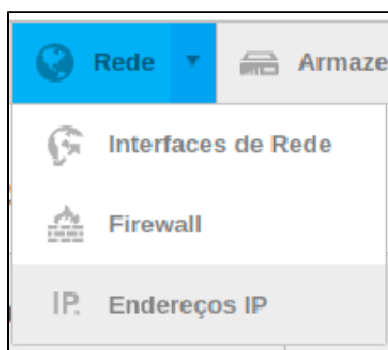 Rede
Armaze
Interfaces de Rede
Firewall
IP. Endereços IP